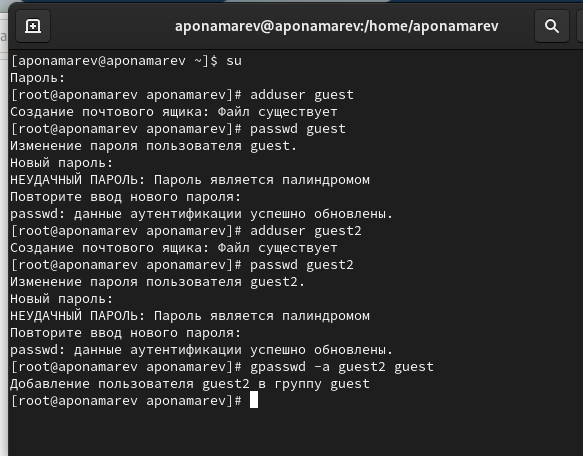 aponamarev@aponamarev:/home/aponamarev
[aponamarev@aponamarev ~]$ su
Пароль:
[root@aponamarev aponamarev]# adduser guest
Создание почтового ящика: Файл существует
[root@aponamarev aponamarev]# passwd guest
Изменение пароля пользователя guest.
Новый пароль:
НЕУДАЧНЫЙ ПАРОЛЬ: Пароль является палиндромом
Повторите ввод нового пароля:
passwd: данные аутентификации успешно обновлены.
[root@aponamarev aponamarev]# adduser guest2
Создание почтового ящика: Файл существует
[root@aponamarev aponamarev]# passwd guest2
Изменение пароля пользователя guest2.
Новый пароль:
НЕУДАЧНЫЙ ПАРОЛЬ: Пароль является палиндромом
Повторите ввод нового пароля:
passwd: данные аутентификации успешно обновлены.
[root@aponamarev aponamarev]# gpasswd -a guest2 guest
Добавление пользователя guest2 в группу guest
[root@aponamarev aponamarev]#